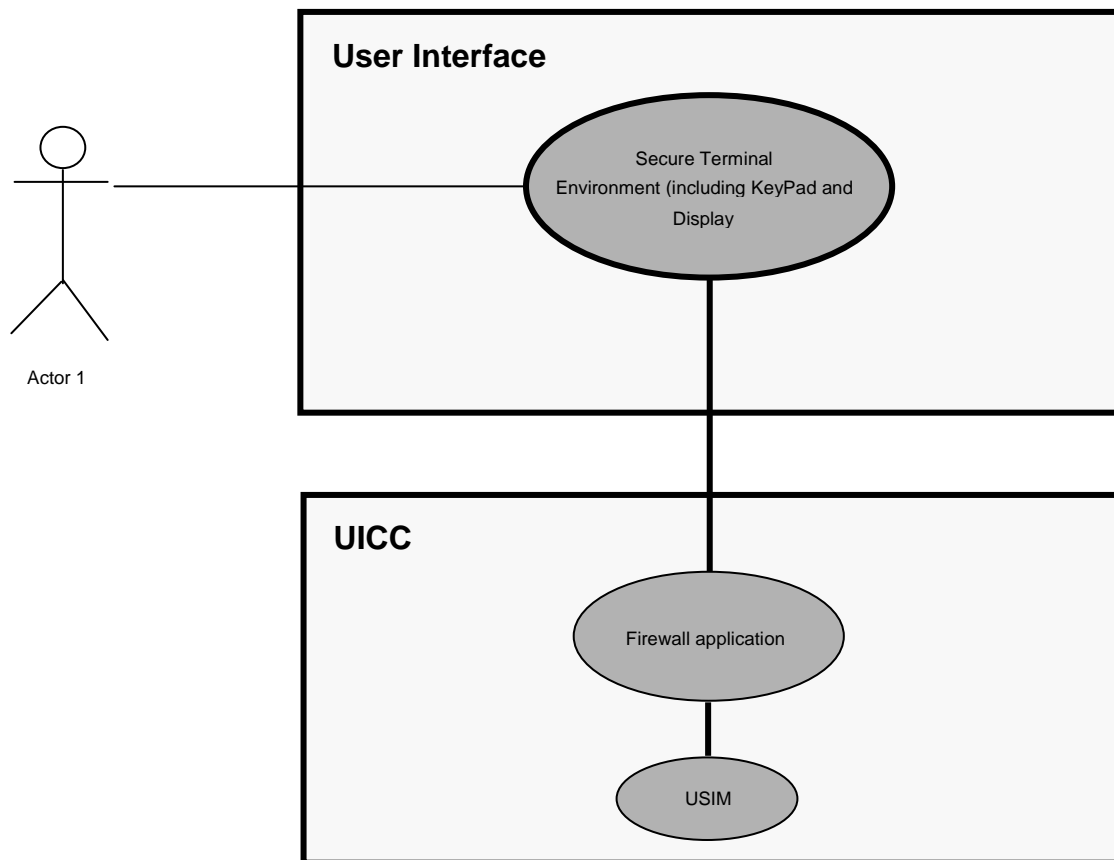 User Interface
Secure Terminal
Environment (including KeyPad and
Display
Actor 1
UICC
Firewall application
USIM